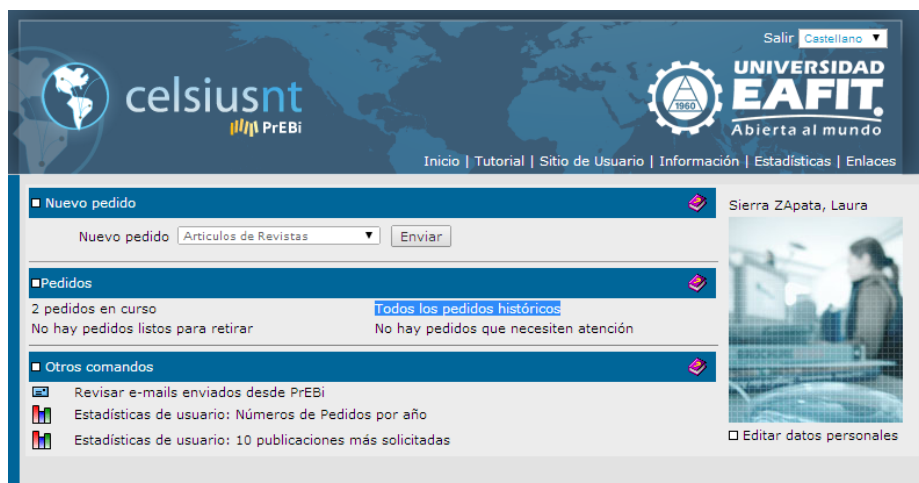 Salir Castellano
celsiusnt
PrEBi
1960
UNIVERSIDAD
EAFIT
Abierta al mundo
Inicio | Tutorial | Sitio de Usuario | Información | Estadísticas | Enlaces
Nuevo pedido
Nuevo pedido Articulos de Revistas Enviar
Pedidos
2 pedidos en curso
Todos los pedidos históricos
No hay pedidos listos para retirar
No hay pedidos que necesiten atención
Otros comandos
Revisar e-mails enviados desde PrEBi
Estadísticas de usuario: Números de Pedidos por año
Estadísticas de usuario: 10 publicaciones más solicitadas
Sierra ZApata, Laura
BROCHURE
Editar datos personales